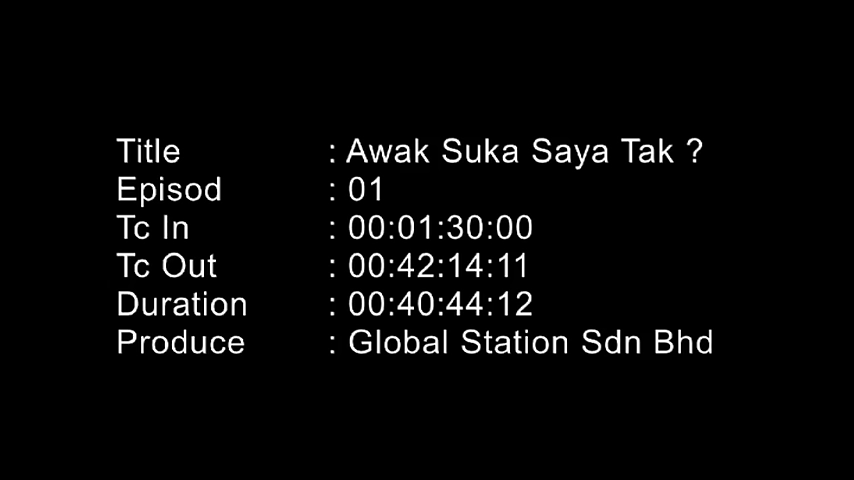 Title : Awak Suka Saya Tak ?
Episod : 01
Tc In : 00:01:30:00
Tc Out : 00:42:14:11
Duration : 00:40:44:12
Produce : Global Station Sdn Bhd